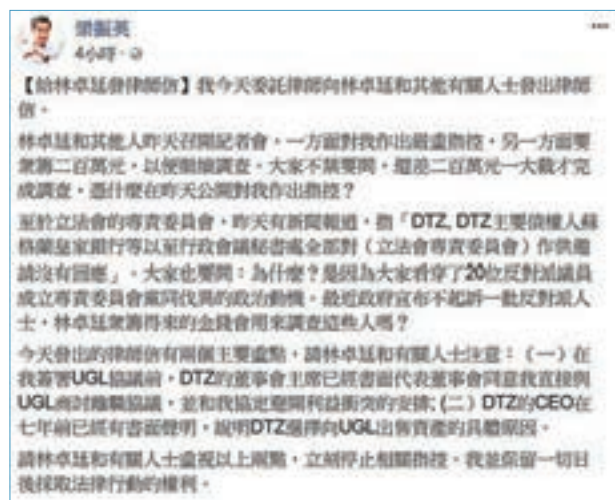 梁振英
4小時 ·
【給林卓廷發律師信】我今天委託律師向林卓廷和其他有關人士發出律師
信。
林卓廷和其他人昨天召開記者會，一方面對我作出嚴重指控，另一方面要
眾籌二百萬元，以便繼續調查。大家不禁要問，還差二百萬元一大截才完
成調查，憑什麼在昨天公開對我作出指控？
至於立法會的專責委員會，昨天有新聞報道，指「DTZ, DTZ主要債權人蘇
格蘭皇家銀行等以至行政會議秘書處全部對（立法會專責委員會）作供邀
請沒有回應」。大家也要問：為什麼？是因為大家看穿了20位反對派議員
成立專責委員會黨同伐異的政治動機。最近政府宣布不起訴一批反對派人
士，林卓廷眾籌得來的金錢會用來調查這些人嗎？
今天發出的律師信有兩個主要重點，請林卓廷和有關人士注意：（一）在
我簽署UGL協議前，DTZ的董事會主席已經書面代表董事會同意我直接與
UGL商討離職協議，並和我協定避開利益衝突的安排;（二）DTZ的CEO在
七年前已經有書面聲明，說明DTZ選擇向UGL出售資產的具體原因。
請林卓廷和有關人士重視以上兩點，立刻停止相關指控。我並保留一切日
後採取法律行動的權利。